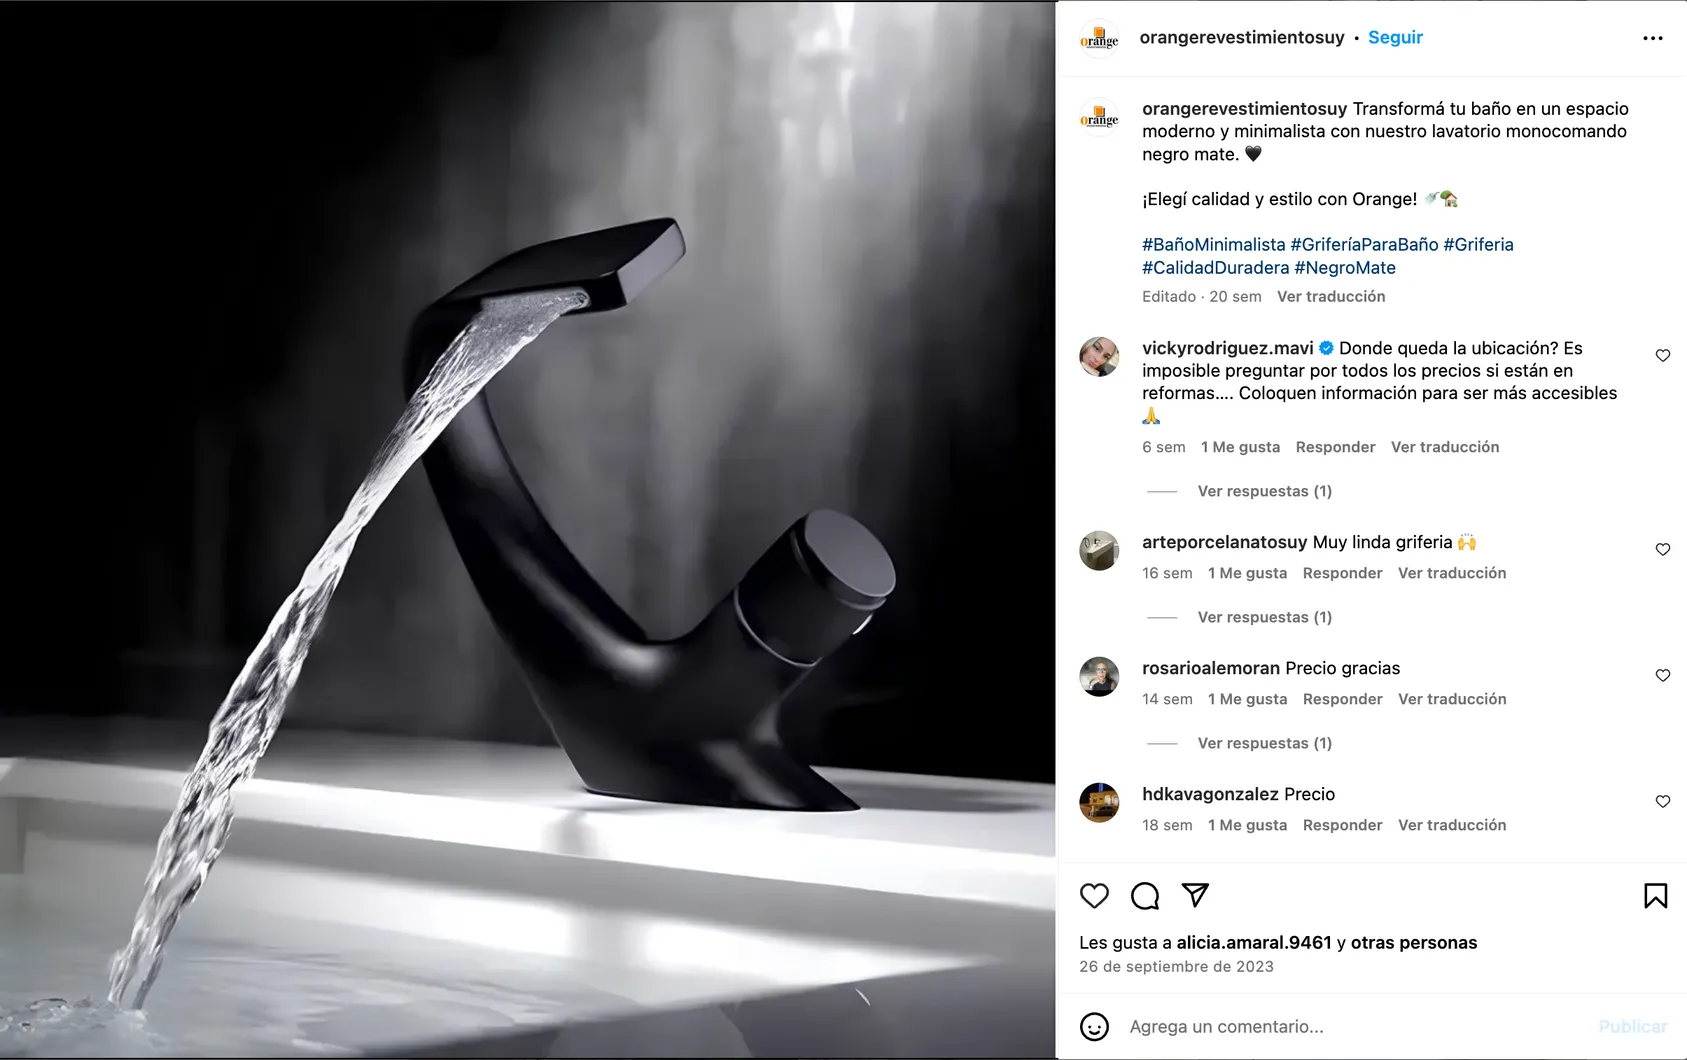 orange
orangerevestimientosuy • Seguir
orange
orangerevestimientosuy Transformá tu baño en un espacio
moderno y minimalista con nuestro lavatorio monocomando
negro mate. 🖤
¡Elegí calidad y estilo con Orange! 🚿🏡
#BañoMinimalista #GriferíaParaBaño #Griferia
#CalidadDuradera #NegroMate
Editado · 20 sem Ver traducción
vickyrodriguez.mavi Donde queda la ubicación? Es
imposible preguntar por todos los precios si están en
reformas.... Coloquen información para ser más accesibles
🙏
6 sem 1 Me gusta Responder Ver traducción
Ver respuestas (1)
arteporcelanatosuy Muy linda griferia 🙌
16 sem 1 Me gusta Responder Ver traducción
Ver respuestas (1)
rosarioalemoran Precio gracias
14 sem 1 Me gusta Responder Ver traducción
Ver respuestas (1)
hdkavagonzalez Precio
18 sem 1 Me gusta Responder Ver traducción
Les gusta a alicia.amaral.9461 y otras personas
26 de septiembre de 2023
Agrega un comentario... Publicar